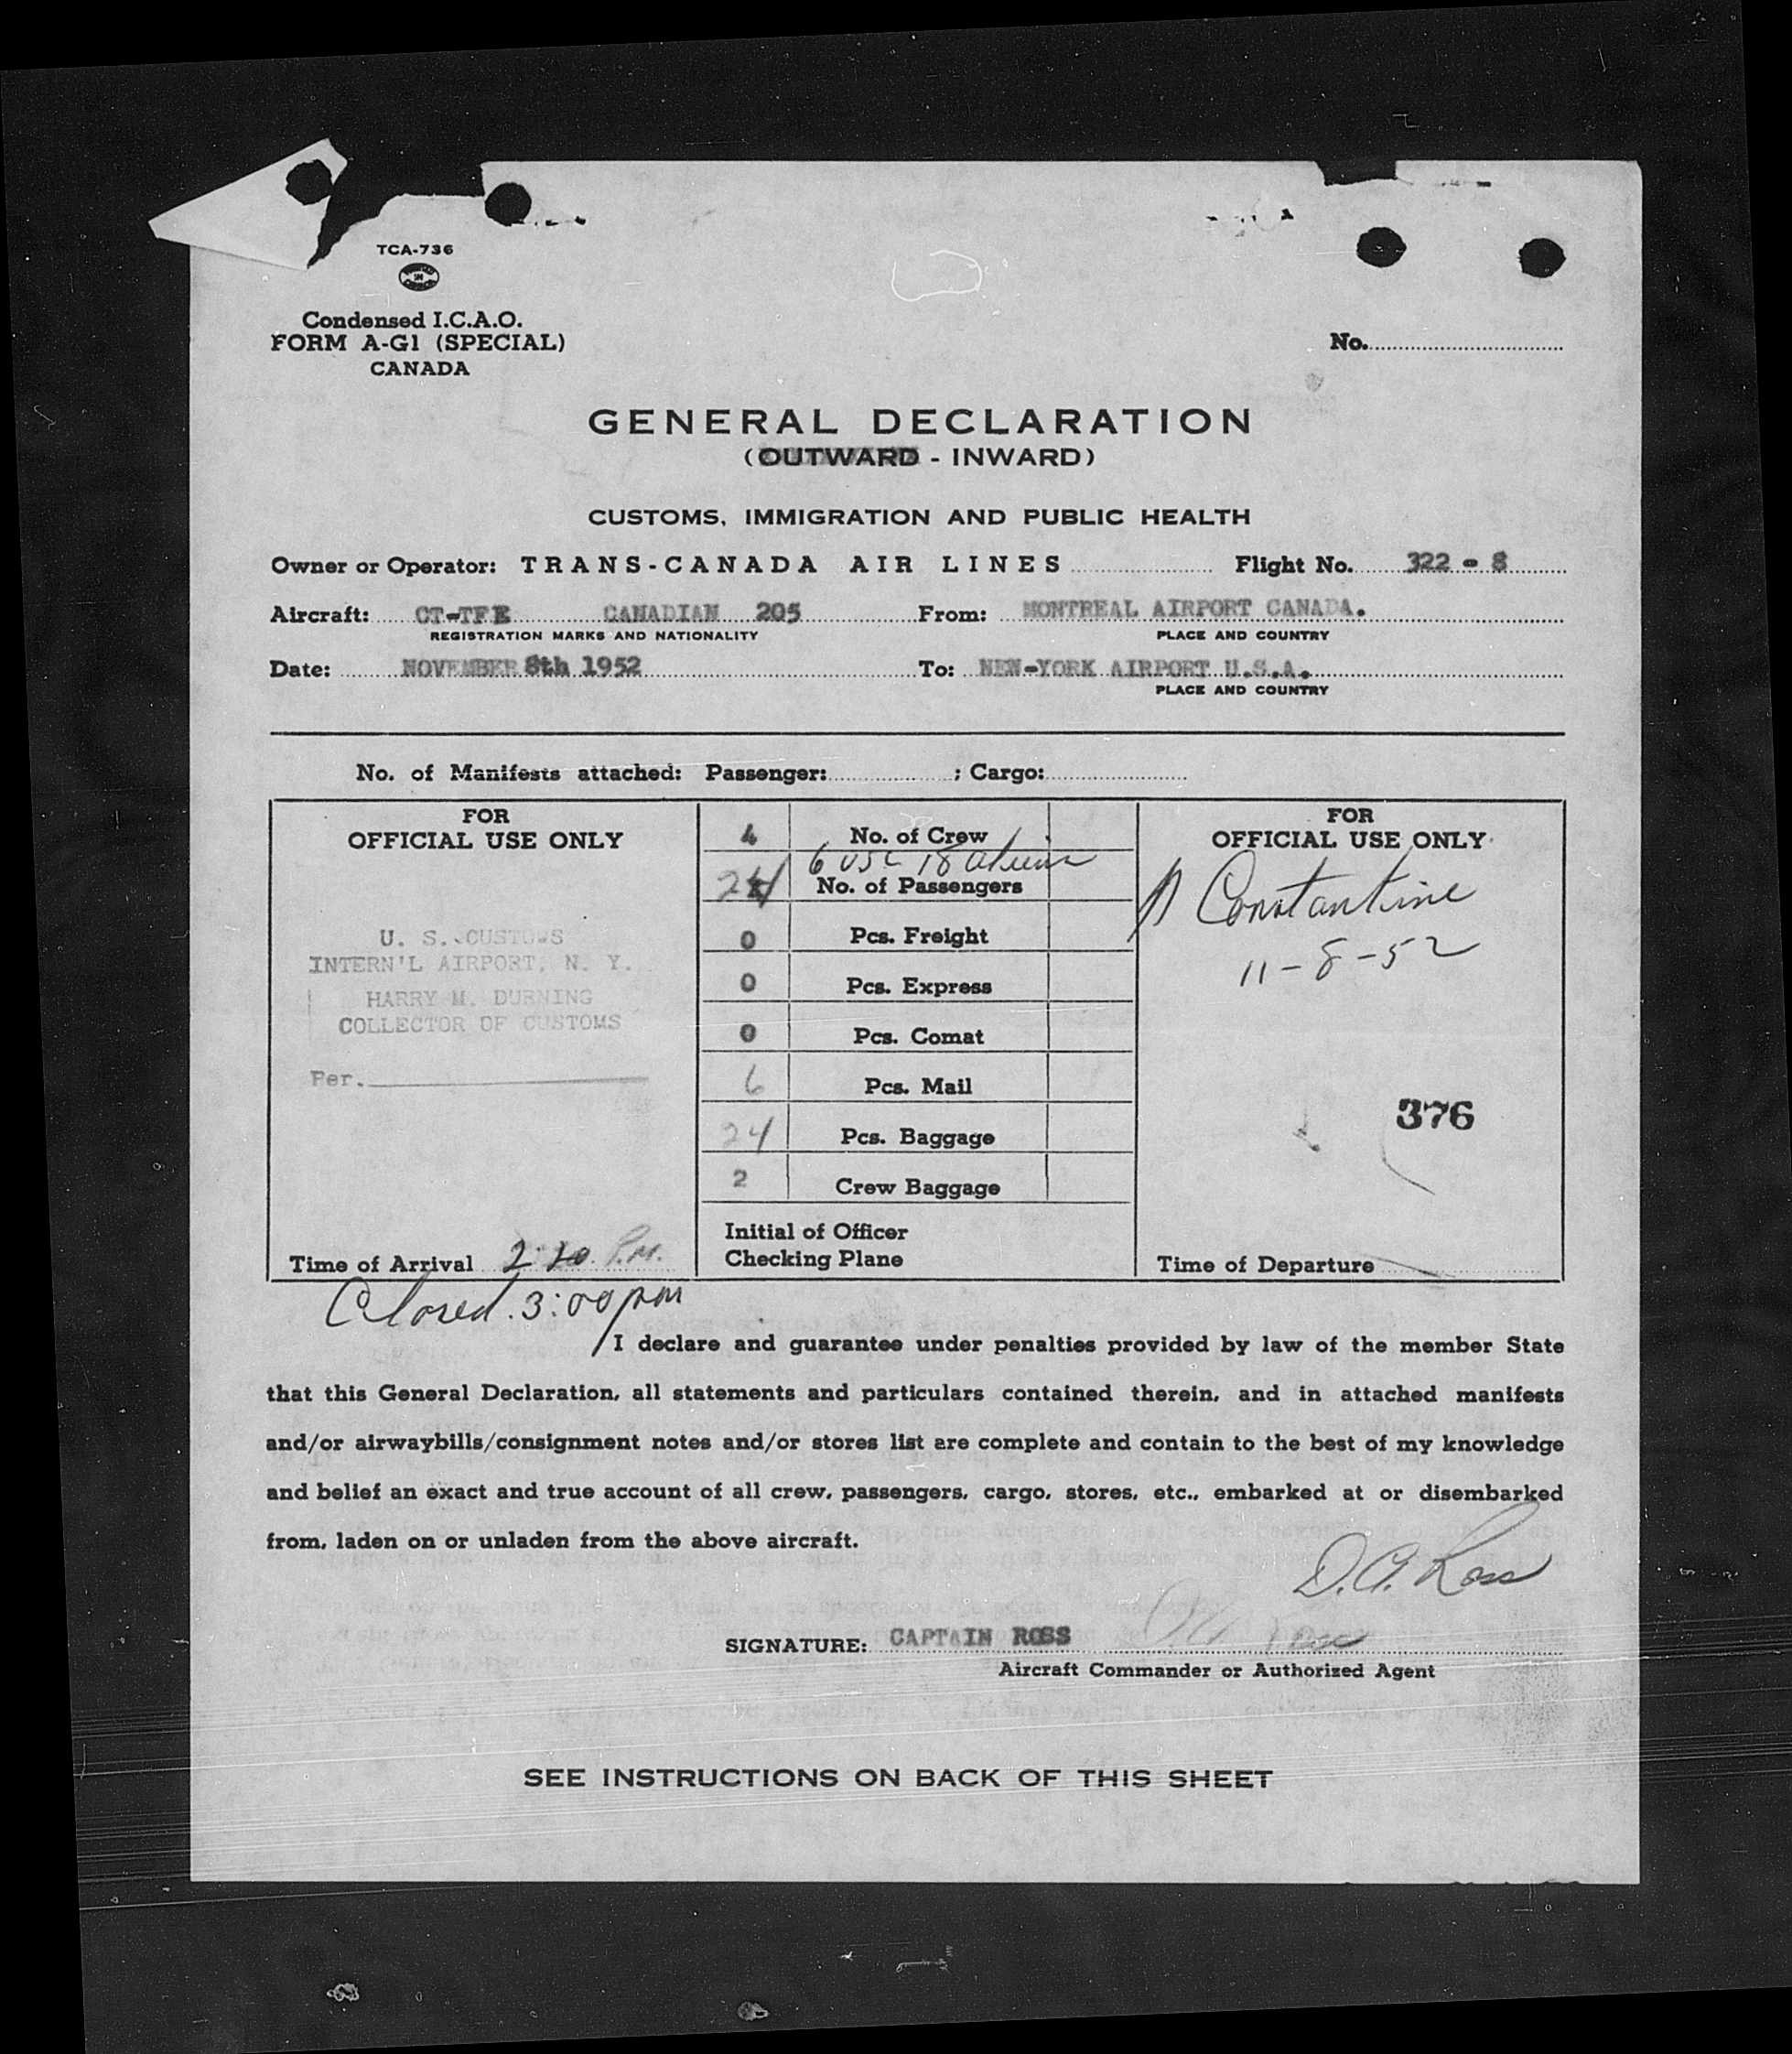 TCA-736
Condensed I.C.A.O.
FORM A-G1 (SPECIAL)
CANADA
No.
GENERAL DECLARATION
(OUTWARD - INWARD)
CUSTOMS, IMMIGRATION AND PUBLIC HEALTH
Owner or Operator: TRANS-CANADA AIR LINES Flight No. 322 - 8
Aircraft: CT-TFE CANADIAN 205 From: MONTREAL AIRPORT CANADA.
REGISTRATION MARKS AND NATIONALITY PLACE AND COUNTRY
Date: NOVEMBER 8th 1952 To: NEW-YORK AIRPORT U.S.A.
PLACE AND COUNTRY
No. of Manifests attached: Passenger: ; Cargo:
FOR
OFFICIAL USE ONLY
U. S. CUSTOMS
INTERN'L AIRPORT, N. Y.
HARRY M. DURNING
COLLECTOR OF CUSTOMS
Per.
Time of Arrival 2:20 P.M.
Closed. 3:00 pm
4 No. of Crew
6 USC 18 aliens
24 No. of Passengers
0 Pcs. Freight
0 Pcs. Express
0 Pcs. Comat
6 Pcs. Mail
24 Pcs. Baggage
2 Crew Baggage
Initial of Officer
Checking Plane
FOR
OFFICIAL USE ONLY
Constantine
11-8-52
376
Time of Departure
I declare and guarantee under penalties provided by law of the member State
that this General Declaration, all statements and particulars contained therein, and in attached manifests
and/or airwaybills/consignment notes and/or stores list are complete and contain to the best of my knowledge
and belief an exact and true account of all crew, passengers, cargo, stores, etc., embarked at or disembarked
from, laden on or unladen from the above aircraft.
D.A. Ross
SIGNATURE: CAPTAIN ROSS
Aircraft Commander or Authorized Agent
SEE INSTRUCTIONS ON BACK OF THIS SHEET